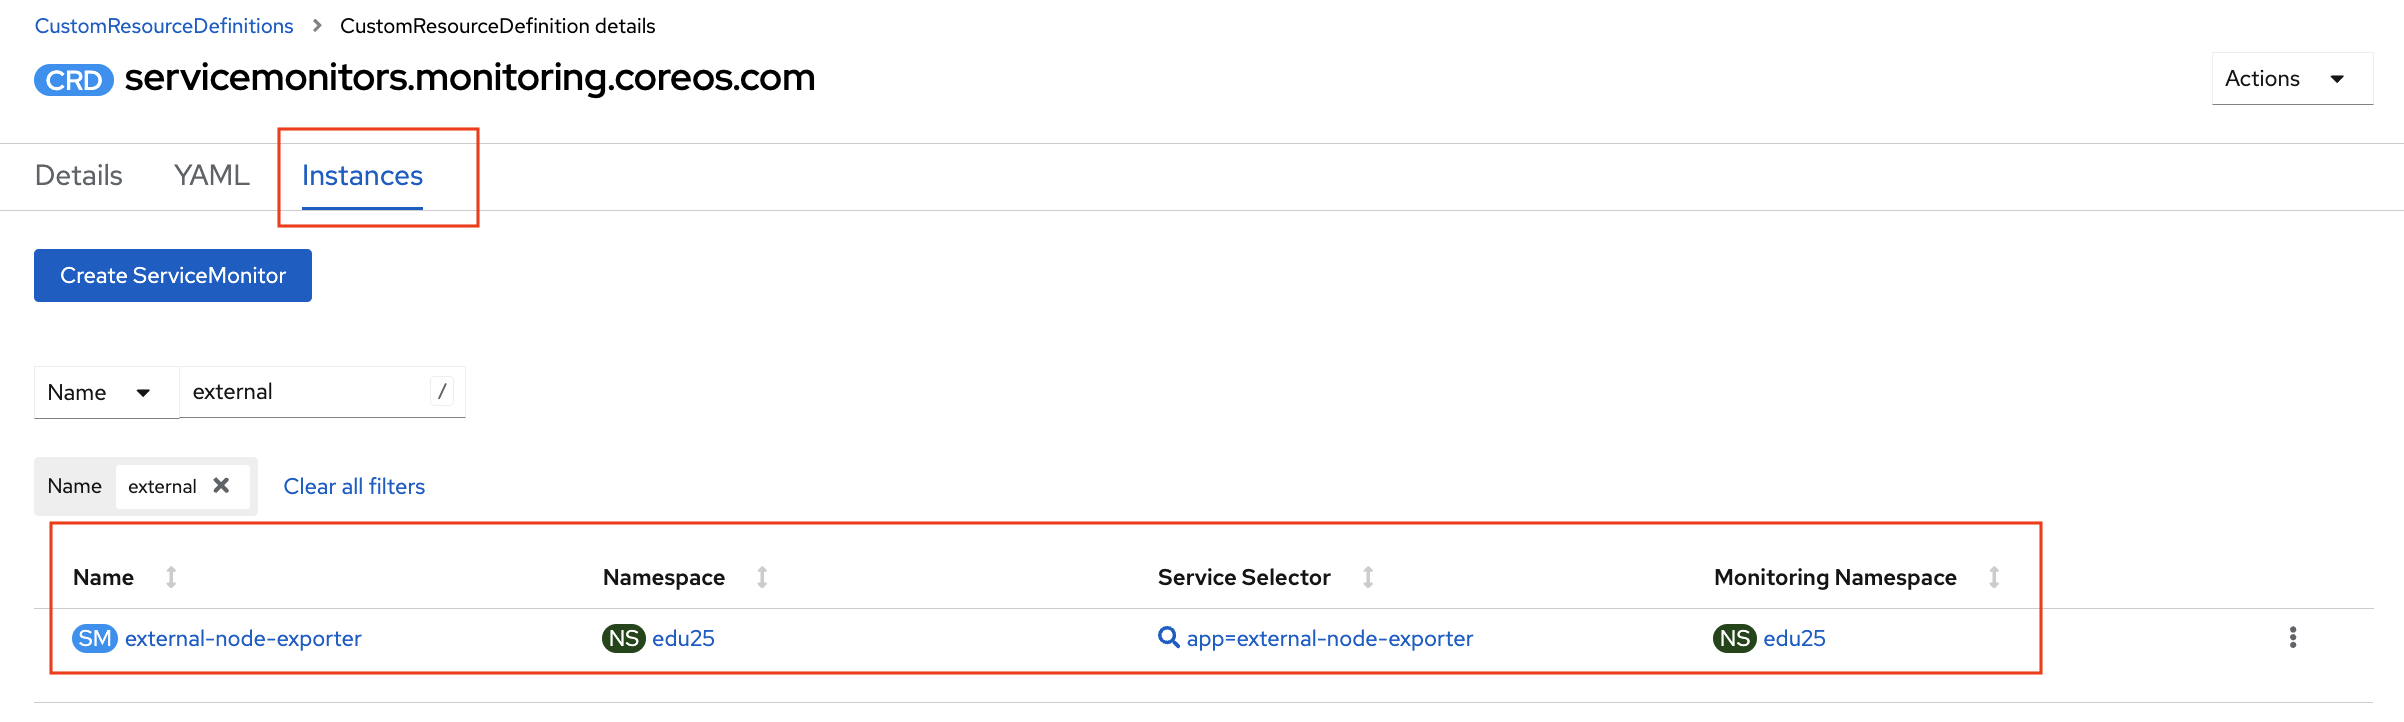 CustomResourceDefinitions > CustomResourceDefinition details
CRD servicemonitors.monitoring.coreos.com
Actions
Details YAML Instances
Create ServiceMonitor
Name external /
Name external Clear all filters
Name Namespace Service Selector Monitoring Namespace
SM external-node-exporter NS edu25 app=external-node-exporter NS edu25